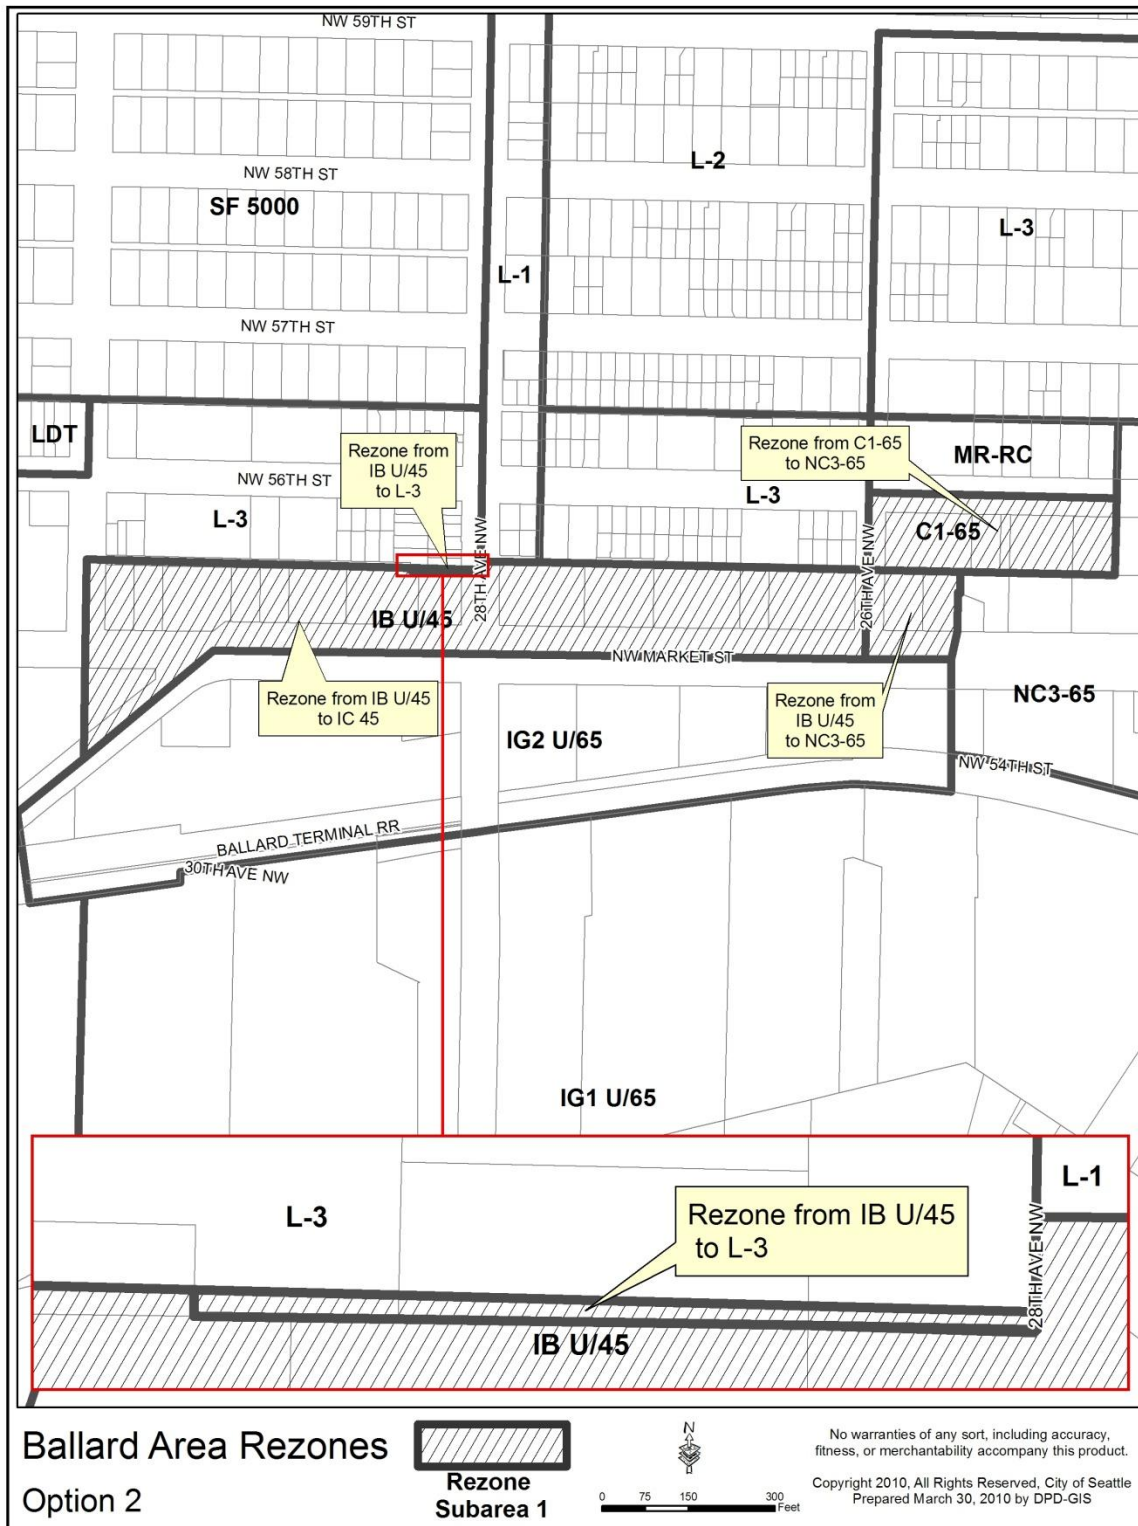 NW 59TH ST
L-2
NW 58TH ST
SF 5000
L-3
L-1
NW 57TH ST
LDT
Rezone from
IB U/45
to L-3
Rezone from C1-65
to NC3-65
MR-RC
NW 56TH ST
L-3
L-3
C1-65
28TH AVE NW
26TH AVE NW
IB U/45
NW MARKET ST
Rezone from IB U/45
to IC 45
Rezone from
IB U/45
to NC3-65
NC3-65
IG2 U/65
NW 54TH ST
BALLARD TERMINAL RR
30TH AVE NW
IG1 U/65
L-1
L-3
Rezone from IB U/45
to L-3
28TH AVE NW
IB U/45
Ballard Area Rezones
Option 2
Rezone
Subarea 1
N
0 75 150 300
Feet
No warranties of any sort, including accuracy,
fitness, or merchantability accompany this product.
Copyright 2010, All Rights Reserved, City of Seattle
Prepared March 30, 2010 by DPD-GIS